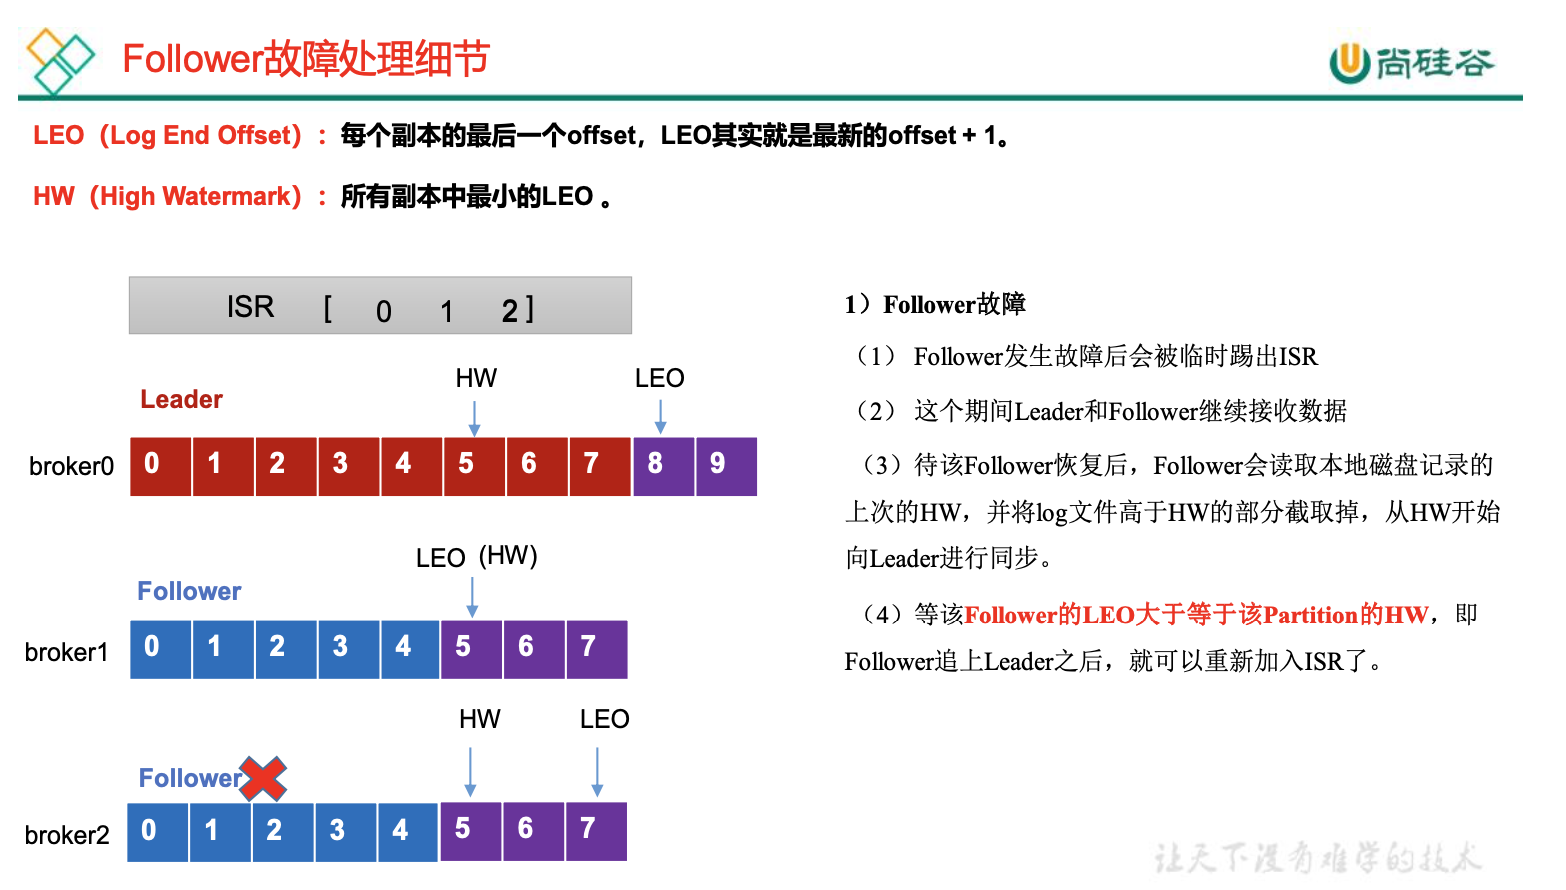 Follower故障处理细节
尚硅谷
LEO（Log End Offset）：每个副本的最后一个offset，LEO其实就是最新的offset + 1。
HW（High Watermark）：所有副本中最小的LEO 。
ISR [ 0 1 2 ]
HW LEO
Leader
broker0 0 1 2 3 4 5 6 7 8 9
LEO (HW)
Follower
broker1 0 1 2 3 4 5 6 7
HW LEO
Follower
broker2 0 1 2 3 4 5 6 7
1）Follower故障
（1） Follower发生故障后会被临时踢出ISR
（2） 这个期间Leader和Follower继续接收数据
（3）待该Follower恢复后，Follower会读取本地磁盘记录的
上次的HW，并将log文件高于HW的部分截取掉，从HW开始
向Leader进行同步。
（4）等该Follower的LEO大于等于该Partition的HW，即
Follower追上Leader之后，就可以重新加入ISR了。
让天下没有难学的技术